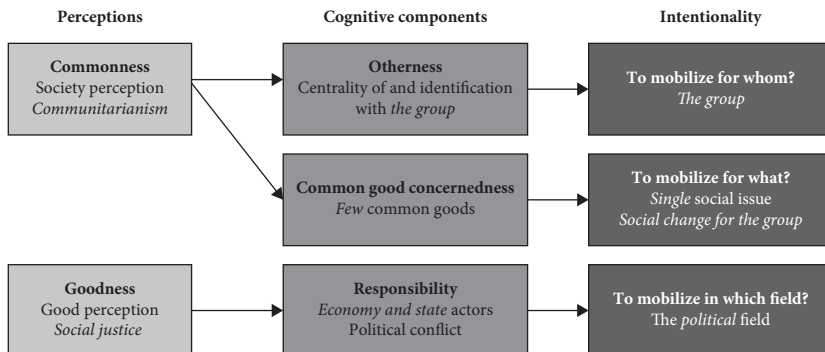 Perceptions
Cognitive components
Intentionality
Commonness
Society perception
Communitarianism
Otherness
Centrality of and identification
with the group
To mobilize for whom?
The group
Common good concernedness
Few common goods
To mobilize for what?
Single social issue
Social change for the group
Goodness
Good perception
Social justice
Responsibility
Economy and state actors
Political conflict
To mobilize in which field?
The political field